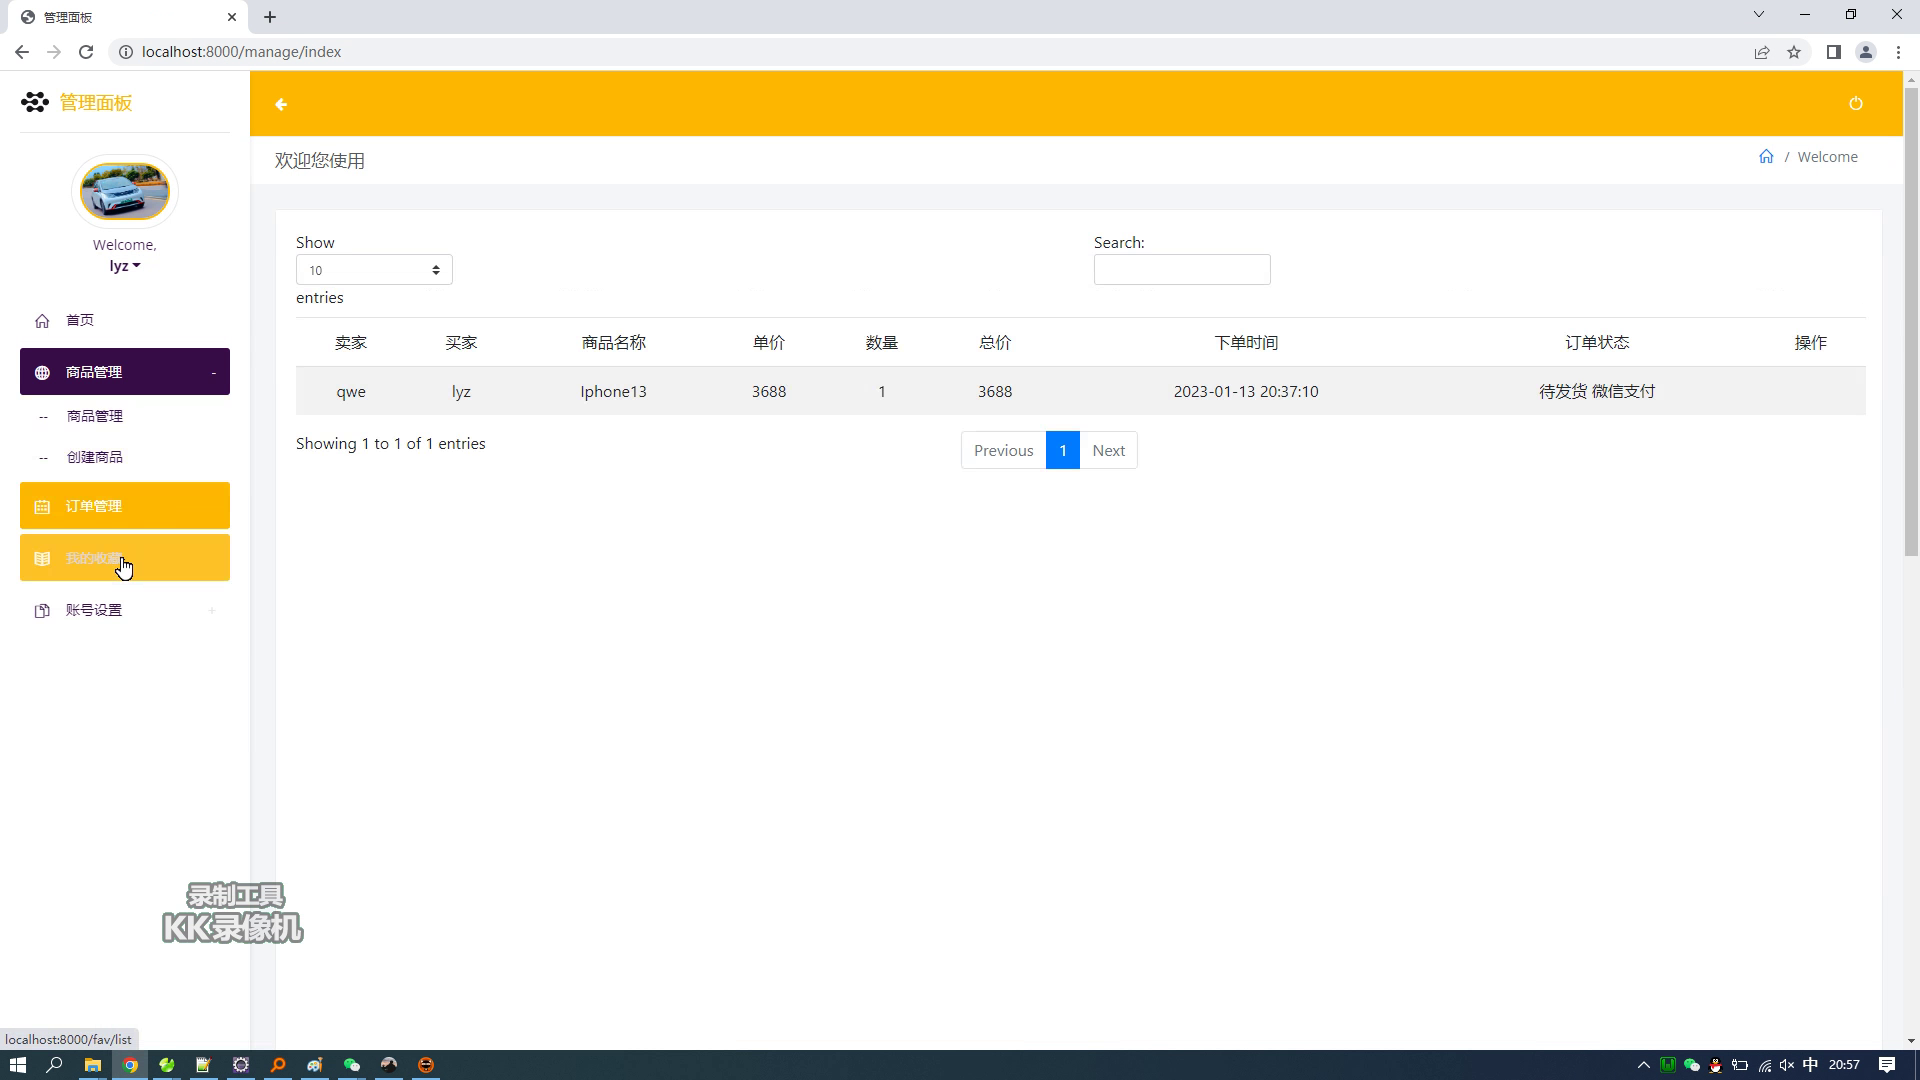 管理面板
localhost:8000/manage/index
管理面板
欢迎您使用
/ Welcome
Welcome,
lyz
首页
商品管理 -
-- 商品管理
-- 创建商品
订单管理
我的收藏
账号设置 +
Show
10
entries
Search:
卖家 买家 商品名称 单价 数量 总价 下单时间 订单状态 操作
qwe lyz Iphone13 3688 1 3688 2023-01-13 20:37:10 待发货 微信支付
Showing 1 to 1 of 1 entries
Previous 1 Next
录制工具
KK录像机
localhost:8000/fav/list
中 20:57